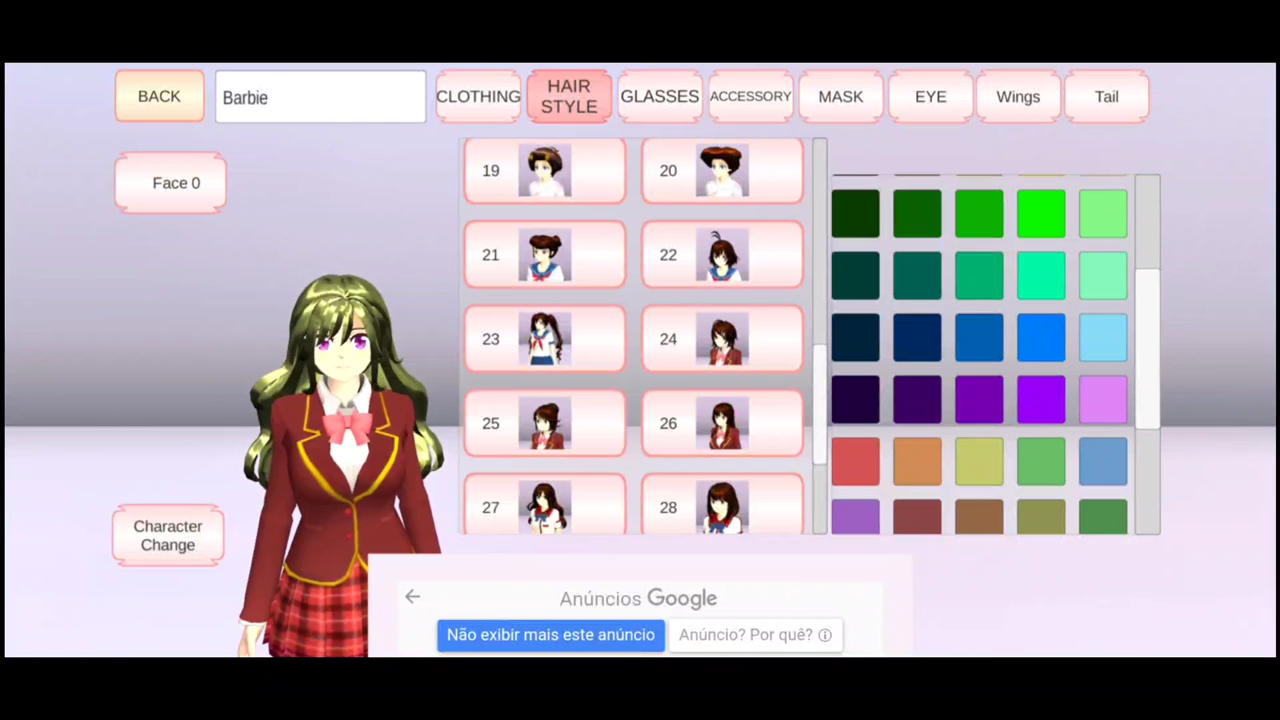 BACK
Barbie
CLOTHING
HAIR
STYLE
GLASSES
ACCESSORY
MASK
EYE
Wings
Tail
Face 0
19
20
21
22
23
24
25
26
27
28
Character
Change
Anúncios Google
Não exibir mais este anúncio
Anúncio? Por quê?